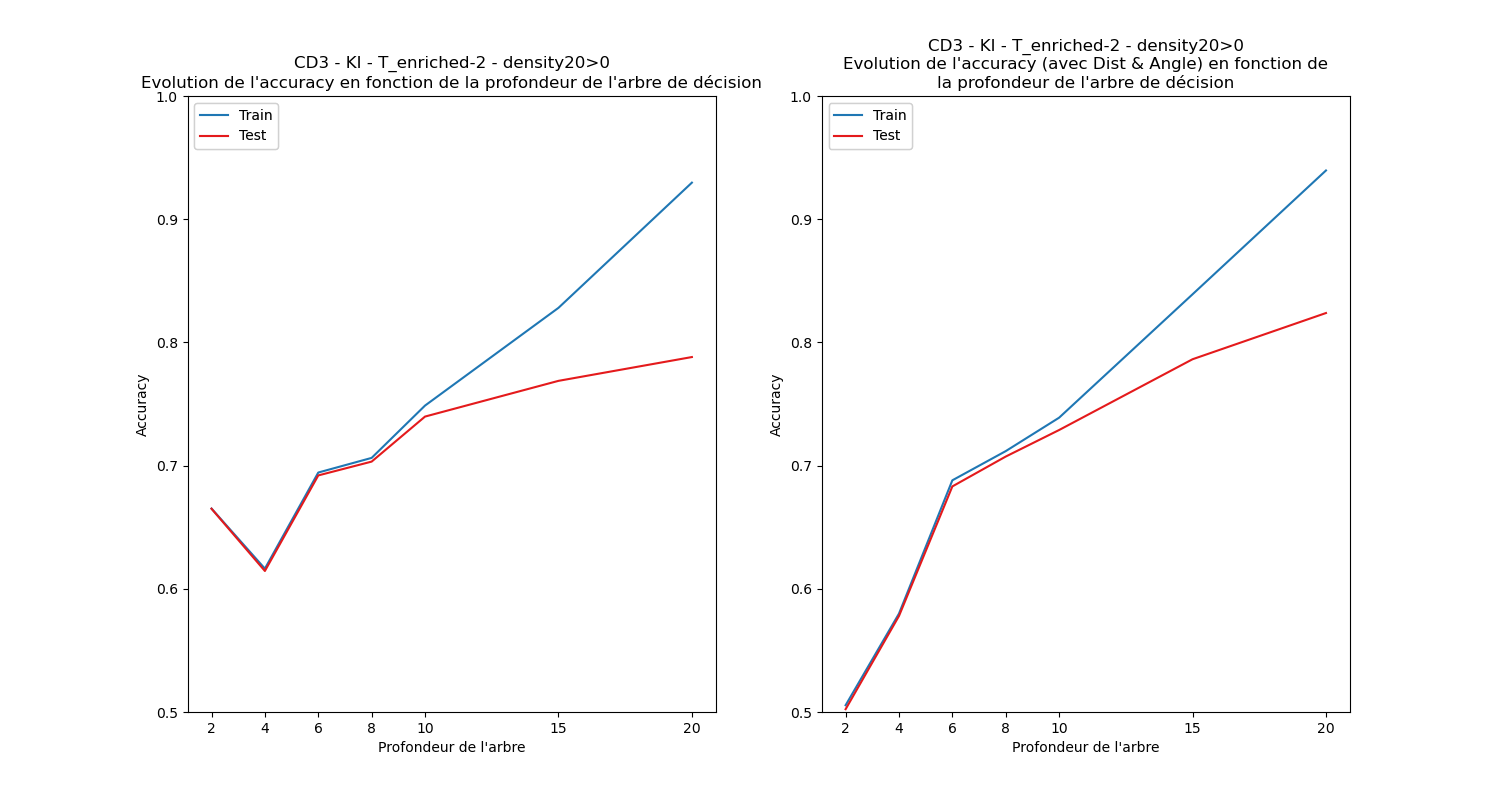 CD3 - KI - T_enriched-2 - density20>0
Evolution de l'accuracy en fonction de la profondeur de l'arbre de décision
1.0
0.9
0.8
0.7
0.6
0.5
Accuracy
Train
Test
2 4 6 8 10 15 20
Profondeur de l'arbre
CD3 - KI - T_enriched-2 - density20>0
Evolution de l'accuracy (avec Dist & Angle) en fonction de
la profondeur de l'arbre de décision
1.0
0.9
0.8
0.7
0.6
0.5
Accuracy
Train
Test
2 4 6 8 10 15 20
Profondeur de l'arbre